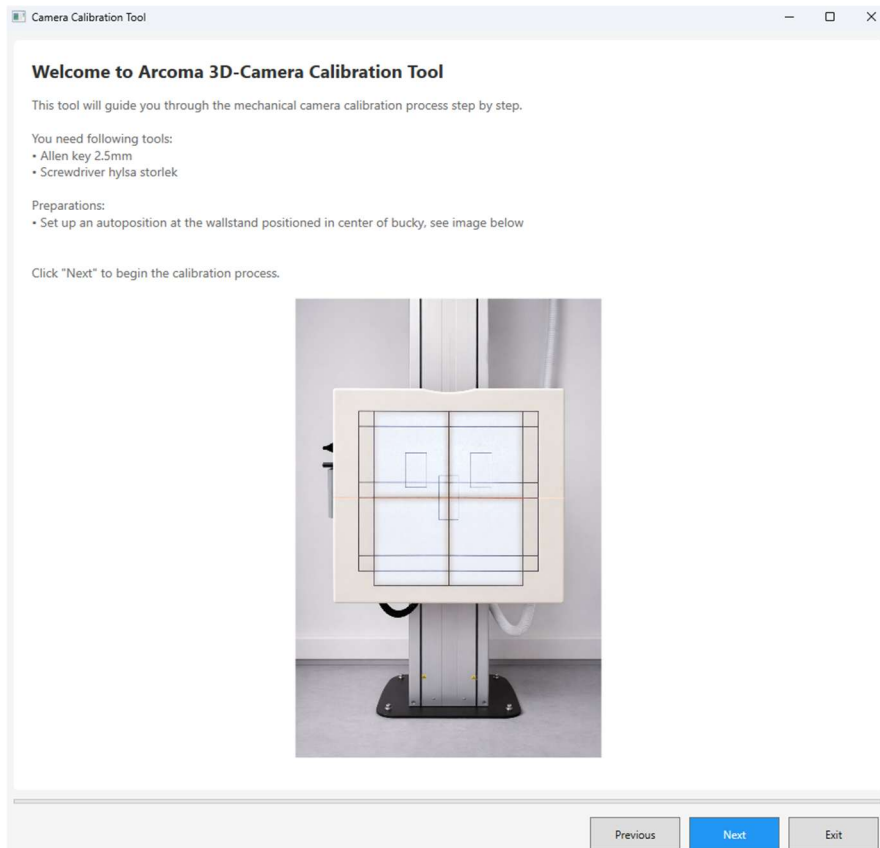 Camera Calibration Tool
Welcome to Arcoma 3D-Camera Calibration Tool
This tool will guide you through the mechanical camera calibration process step by step.
You need following tools:
• Allen key 2.5mm
• Screwdriver hylsa storlek
Preparations:
• Set up an autoposition at the wallstand positioned in center of bucky, see image below
Click "Next" to begin the calibration process.
Previous
Next
Exit